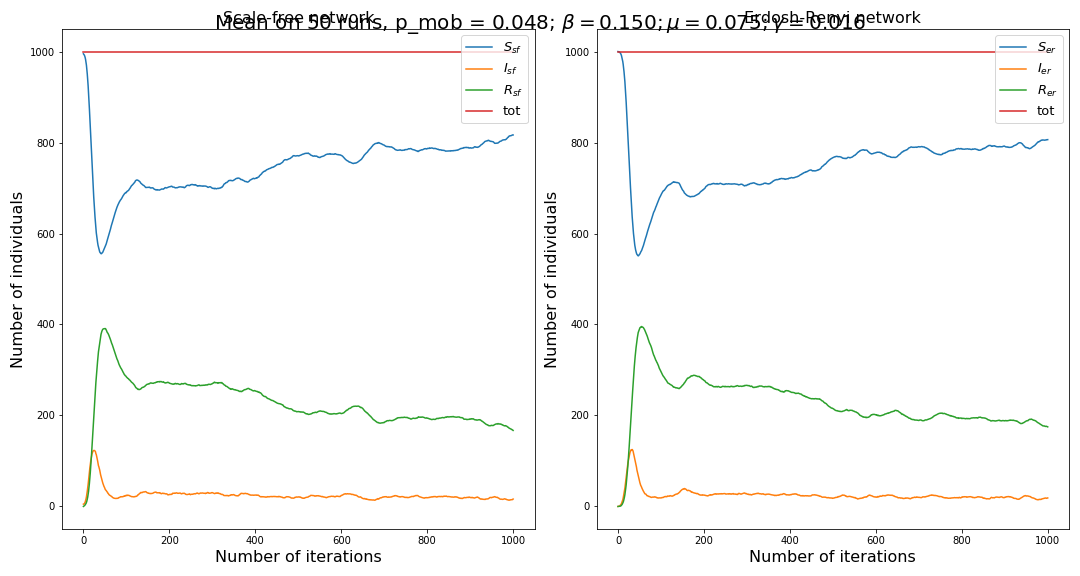 Mean on 50 runs, p_mob = 0.048; β = 0.150; μ = 0.075; γ = 0.016
Scale-free network
Erdosh-Renyi network
1000
800
600
400
200
0
Number of individuals
S_sf
I_sf
R_sf
tot
0 200 400 600 800 1000
Number of iterations
1000
800
600
400
200
0
Number of individuals
S_er
I_er
R_er
tot
0 200 400 600 800 1000
Number of iterations